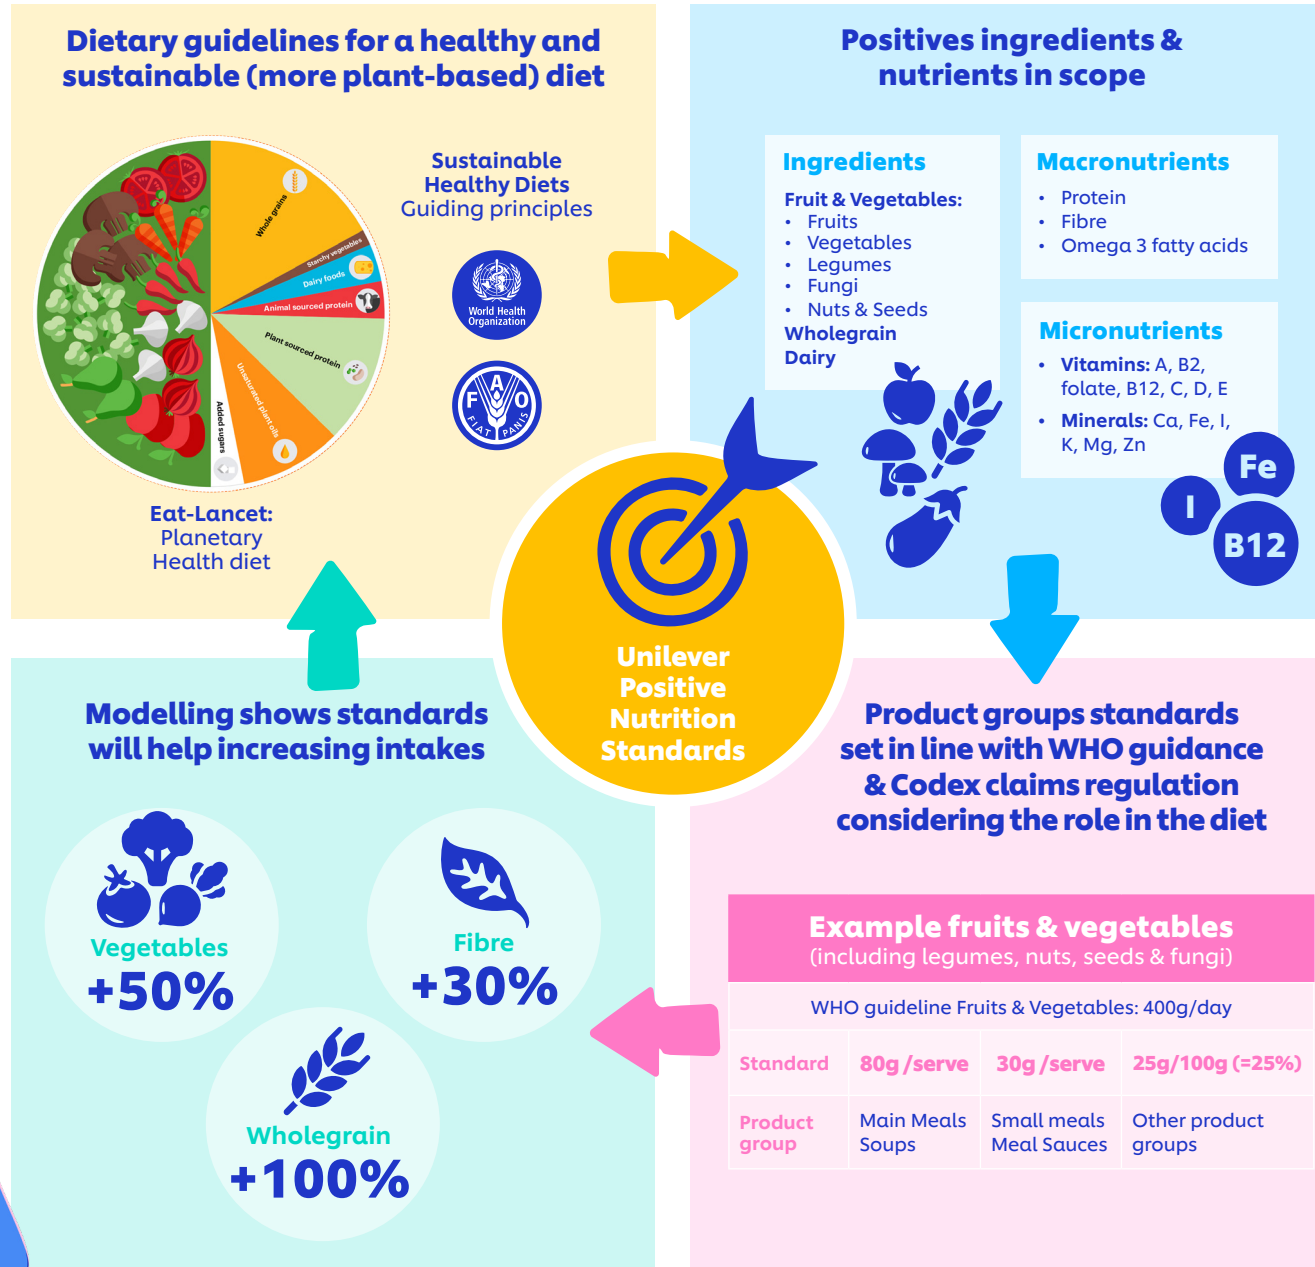 Dietary guidelines for a healthy and
sustainable (more plant-based) diet
Whole grains
Starchy vegetables
Dairy foods
Animal sourced protein
Plant sourced protein
Unsaturated plant oils
Added sugars
Eat-Lancet:
Planetary
Health diet
Sustainable
Healthy Diets
Guiding principles
World Health
Organization
F A O
FIAT PANIS
Positives ingredients &
nutrients in scope
Ingredients
Fruit & Vegetables:
• Fruits
• Vegetables
• Legumes
• Fungi
• Nuts & Seeds
Wholegrain
Dairy
Macronutrients
• Protein
• Fibre
• Omega 3 fatty acids
Micronutrients
• Vitamins: A, B2,
folate, B12, C, D, E
• Minerals: Ca, Fe, I,
K, Mg, Zn
Fe
I
B12
Unilever
Positive
Nutrition
Standards
Product groups standards
set in line with WHO guidance
& Codex claims regulation
considering the role in the diet
Example fruits & vegetables
(including legumes, nuts, seeds & fungi)
WHO guideline Fruits & Vegetables: 400g/day
Standard 80g /serve 30g /serve 25g/100g (=25%)
Product group Main Meals Soups Small meals Meal Sauces Other product groups
Modelling shows standards
will help increasing intakes
Vegetables
+50%
Fibre
+30%
Wholegrain
+100%